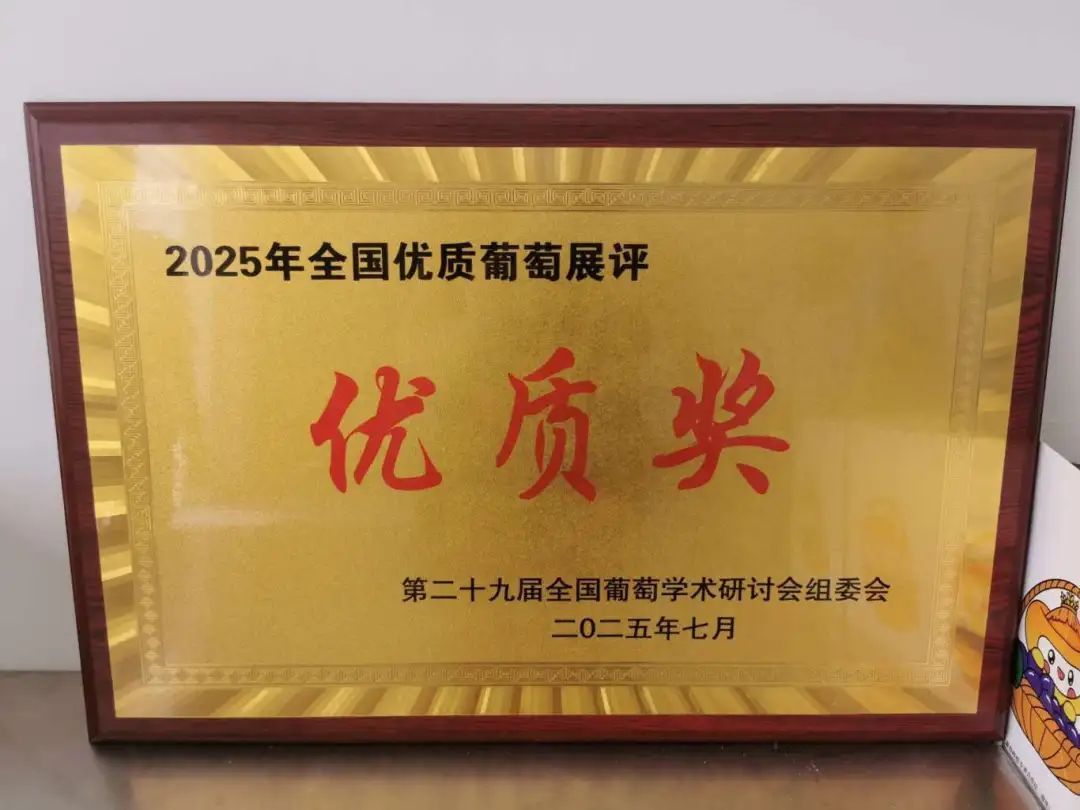 2025年全国优质葡萄展评
优质奖
第二十九届全国葡萄学术研讨会组委会
二0二五年七月